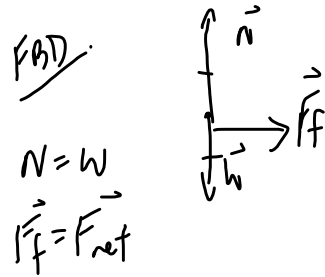 FBD.
N⃗
F⃗f
W⃗
N = W
F⃗f = F⃗net